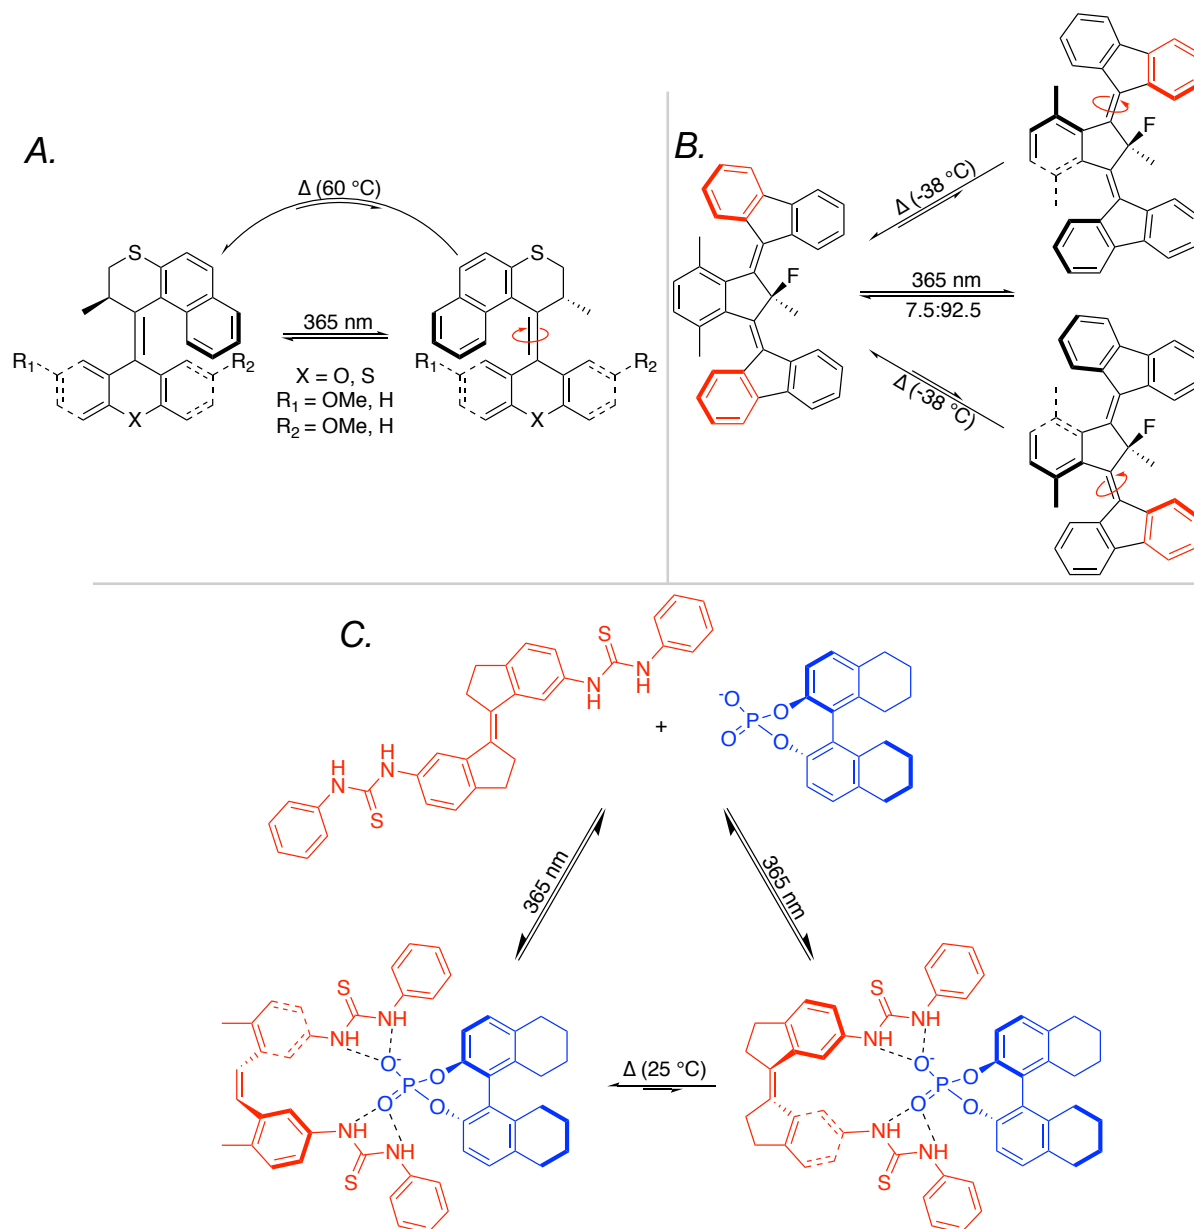 A.
Δ (60 °C)
S
S
365 nm
R1
R2
R1
R2
X = O, S
R1 = OMe, H
R2 = OMe, H
X
X
B.
F
Δ (-38 °C)
F
365 nm
7.5:92.5
Δ (-38 °C)
F
C.
S
N
H
N
H
+
-O
P
O
O
O
H
N
H
N
S
365 nm
365 nm
S
NH
NH
O-
P
O
O
O
NH
NH
S
Δ (25 °C)
S
NH
NH
O-
P
O
O
O
NH
NH
S